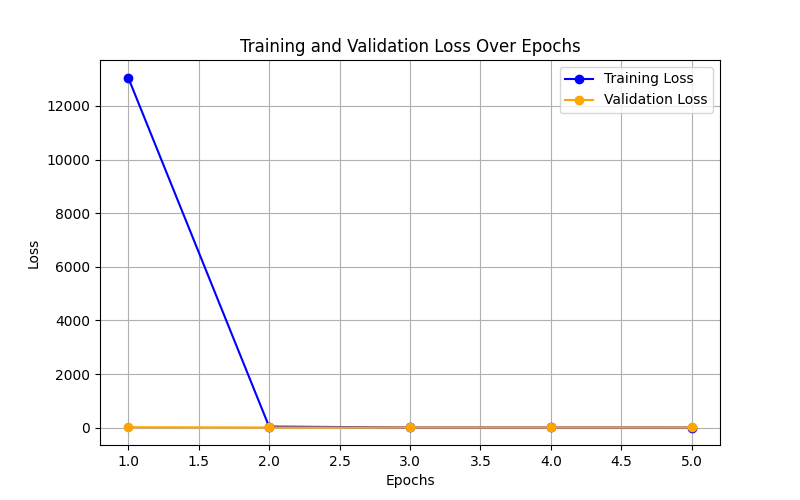 Training and Validation Loss Over Epochs
Training Loss
Validation Loss
12000
10000
8000
6000
4000
2000
0
Loss
1.0 1.5 2.0 2.5 3.0 3.5 4.0 4.5 5.0
Epochs